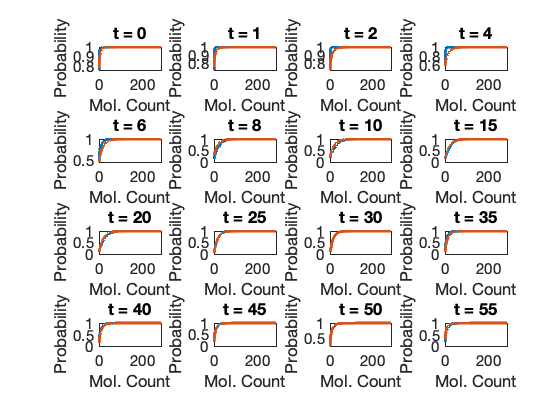 t = 0 t = 1 t = 2 t = 4
Probability 1 0.9 0.8 Probability 1 0.9 0.8 Probability 1 0.9 0.8 Probability 1 0.8 0.6
0 200 0 200 0 200 0 200
Mol. Count Mol. Count Mol. Count Mol. Count
t = 6 t = 8 t = 10 t = 15
Probability 1 0.5 Probability 1 0.5 0 Probability 1 0.5 0 Probability 1 0.5 0
0 200 0 200 0 200 0 200
Mol. Count Mol. Count Mol. Count Mol. Count
t = 20 t = 25 t = 30 t = 35
Probability 1 0.5 0 Probability 1 0.5 0 Probability 1 0.5 0 Probability 1 0.5 0
0 200 0 200 0 200 0 200
Mol. Count Mol. Count Mol. Count Mol. Count
t = 40 t = 45 t = 50 t = 55
Probability 1 0.5 0 Probability 1 0.5 0 Probability 1 0.5 Probability 1 0.5 0
0 200 0 200 0 200 0 200
Mol. Count Mol. Count Mol. Count Mol. Count